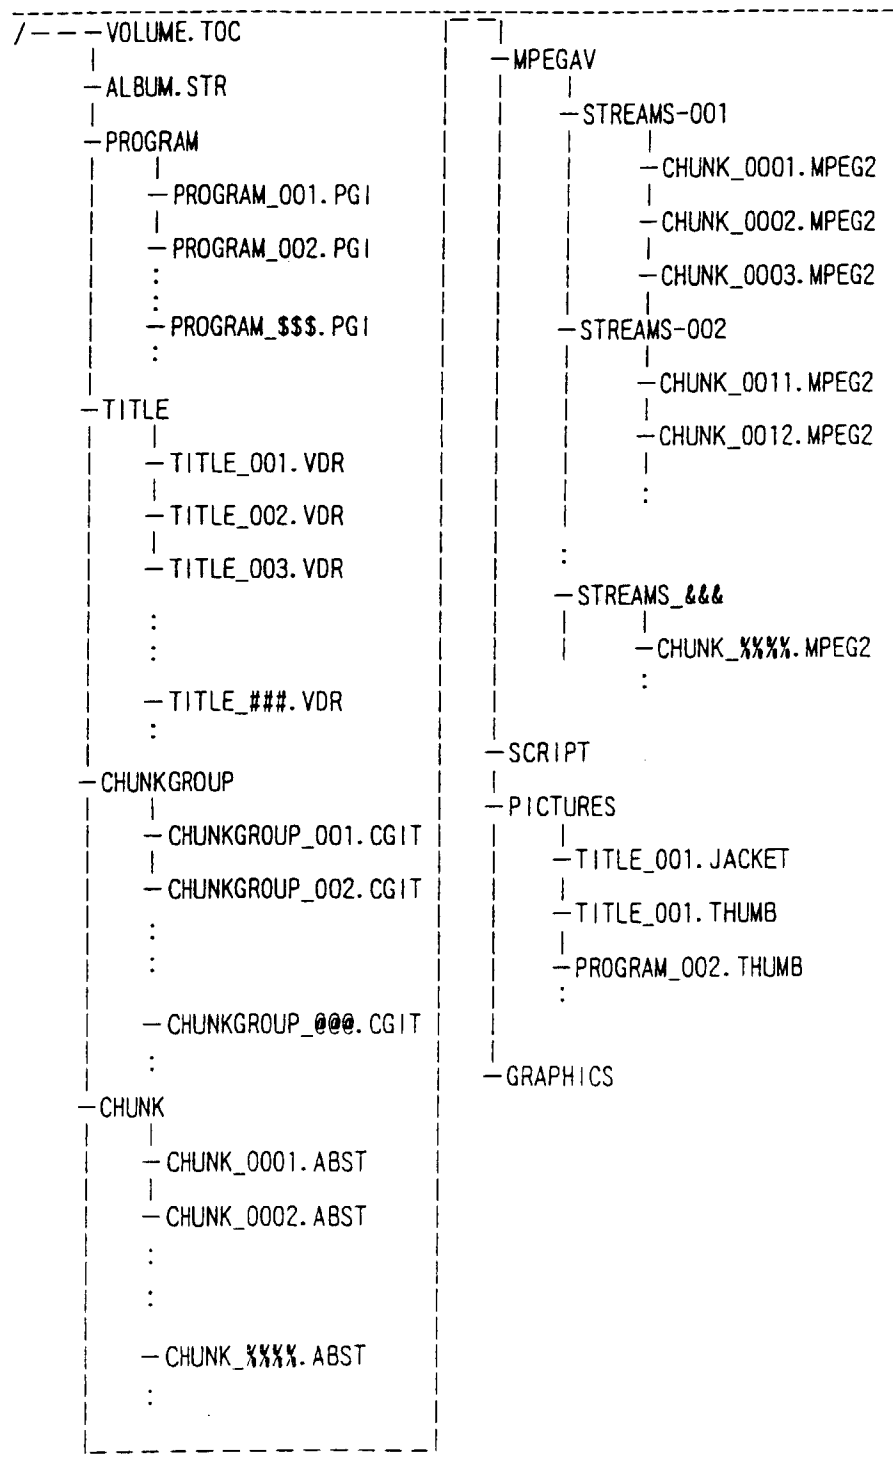 /---VOLUME.TOC
ALBUM.STR
PROGRAM
PROGRAM_001.PGI
PROGRAM_002.PGI
PROGRAM_$$$.PGI
TITLE
TITLE_001.VDR
TITLE_002.VDR
TITLE_003.VDR
TITLE_###.VDR
CHUNKGROUP
CHUNKGROUP_001.CGIT
CHUNKGROUP_002.CGIT
CHUNKGROUP_@@@.CGIT
CHUNK
CHUNK_0001.ABST
CHUNK_0002.ABST
CHUNK_%%%%.ABST
MPEGAV
STREAMS-001
CHUNK_0001.MPEG2
CHUNK_0002.MPEG2
CHUNK_0003.MPEG2
STREAMS-002
CHUNK_0011.MPEG2
CHUNK_0012.MPEG2
STREAMS_&&&
CHUNK_%%%%.MPEG2
SCRIPT
PICTURES
TITLE_001.JACKET
TITLE_001.THUMB
PROGRAM_002.THUMB
GRAPHICS